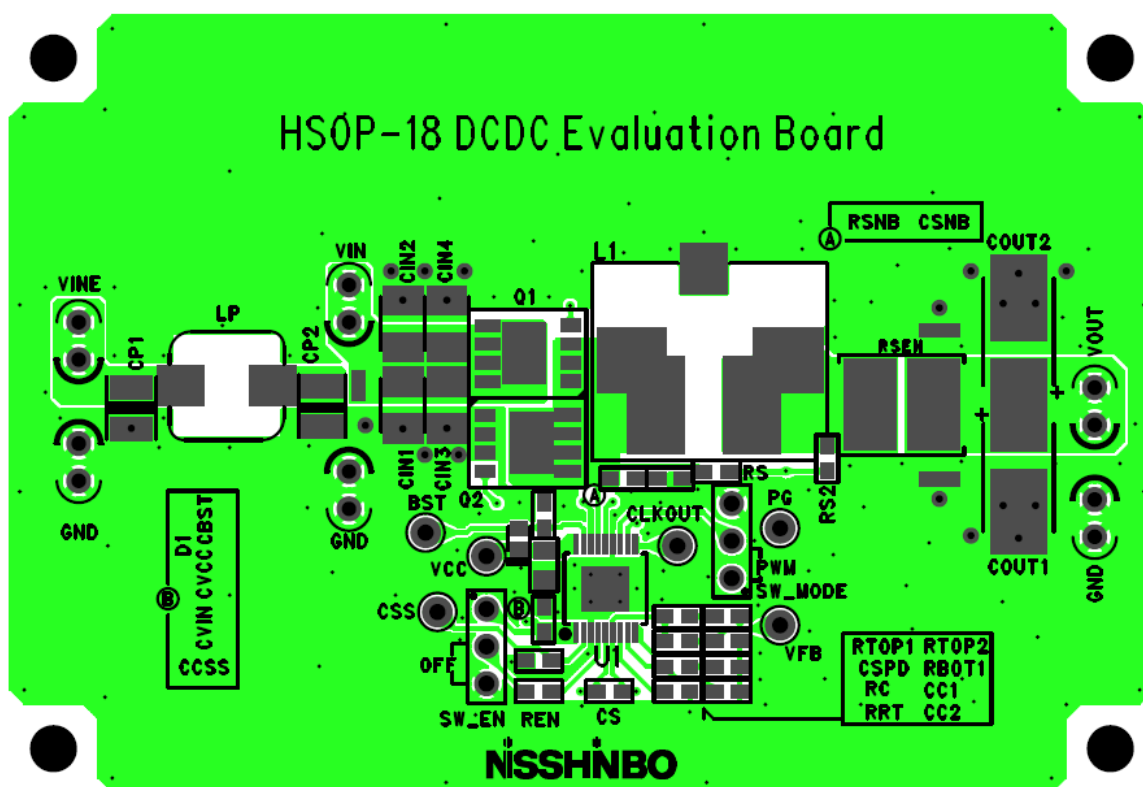 HSOP-18 DCDC Evaluation Board
RSNB CSNB
A
COUT2
VINE
VIN
CIN2
CIN4
L1
Q1
LP
CP1
CP2
RSEN
VOUT
+
+
CIN1
CIN3
Q2
BST
A
RS
RS2
PG
CLKOUT
GND
GND
VCC
PWM
SW_MODE
COUT1
GND
D1
CVIN CVCC CBST
CCSS
B
CSS
B
OFF
U1
VFB
RTOP1 RTOP2
CSPD RBOT1
RC CC1
RRT CC2
SW_EN
REN
CS
NISSHINBO